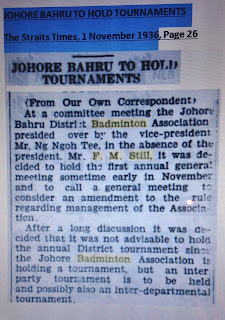 JOHORE BAHRU TO HOLD TOURNAMENTS
The Straits Times, 1 November 1936, Page 26
JOHORE BAHRU TO HOLD
TOURNAMENTS
(From Our Own Correspondent)
At a committee meeting the Johore
Bahru District Badminton Association
presided over by the vice-president
Mr. Ng Ngoh Tee, in the absence of the
president, Mr. F. M. Still, it was de-
cided to hold the first annual general
meeting sometime early in November
and to call a general meeting to
consider an amendment to the rule
regarding management of the Associa-
tion.
After a long discussion it was de-
cided that it was not advisable to hold
the annual District tournament since
the Johore Badminton Association is
holding a tournament, but an inter
party tournament is to be held
and possibly also an inter-departmental
tournament.